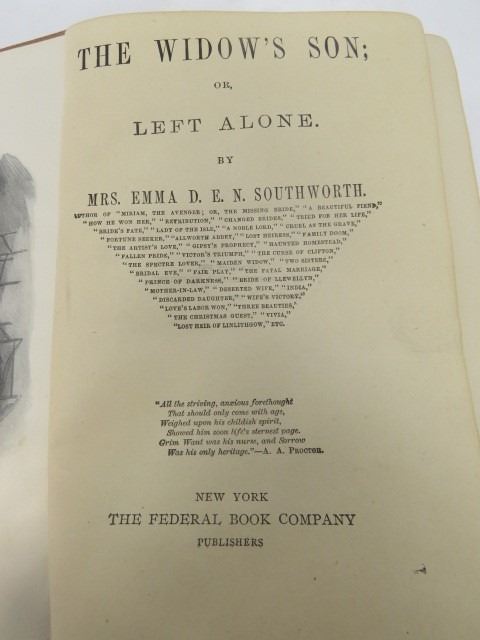 THE WIDOW'S SON;
OR,
LEFT ALONE.
BY
MRS. EMMA D. E. N. SOUTHWORTH.
AUTHOR OF "MIRIAM, THE AVENGER; OR, THE MISSING BRIDE," "A BEAUTIFUL FIEND,"
"HOW HE WON HER," "RETRIBUTION," "CHANGED BRIDES," "TRIED FOR HER LIFE,"
"BRIDE'S FATE," "LADY OF THE ISLE," "A NOBLE LORD," "CRUEL AS THE GRAVE,"
"FORTUNE SEEKER," "ALLWORTH ABBEY," "LOST HEIRESS," "FAMILY DOOM,"
"THE ARTIST'S LOVE," "GIPSY'S PROPHECY," "HAUNTED HOMESTEAD,"
"FALLEN PRIDE," "VICTOR'S TRIUMPH," "THE CURSE OF CLIFTON,"
"THE SPECTRE LOVER," "MAIDEN WIDOW," "TWO SISTERS,"
"BRIDAL EVE," "FAIR PLAY," "THE FATAL MARRIAGE,"
"PRINCE OF DARKNESS," "BRIDE OF LLEWELLYN,"
"MOTHER-IN-LAW," "DESERTED WIFE," "INDIA,"
"DISCARDED DAUGHTER," "WIFE'S VICTORY,"
"LOVE'S LABOR WON," "THREE BEAUTIES,"
"THE CHRISTMAS GUEST," "VIVIA,"
"LOST HEIR OF LINLITHGOW," ETC.
"All the striving, anxious forethought
That should only come with age,
Weighed upon his childish spirit,
Showed him soon life's sternest page.
Grim Want was his nurse, and Sorrow
Was his only heritage."—A. A. PROCTOR.
NEW YORK
THE FEDERAL BOOK COMPANY
PUBLISHERS